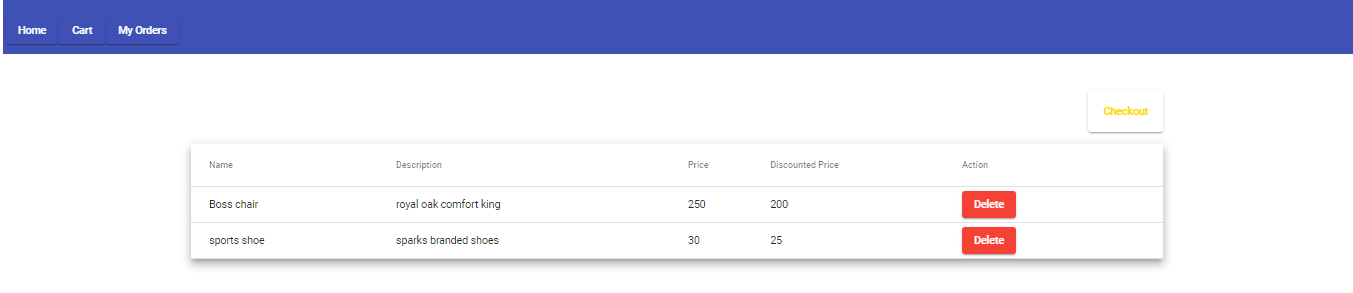 Home Cart My Orders
Checkout
Name Description Price Discounted Price Action
Boss chair royal oak comfort king 250 200 Delete
sports shoe sparks branded shoes 30 25 Delete